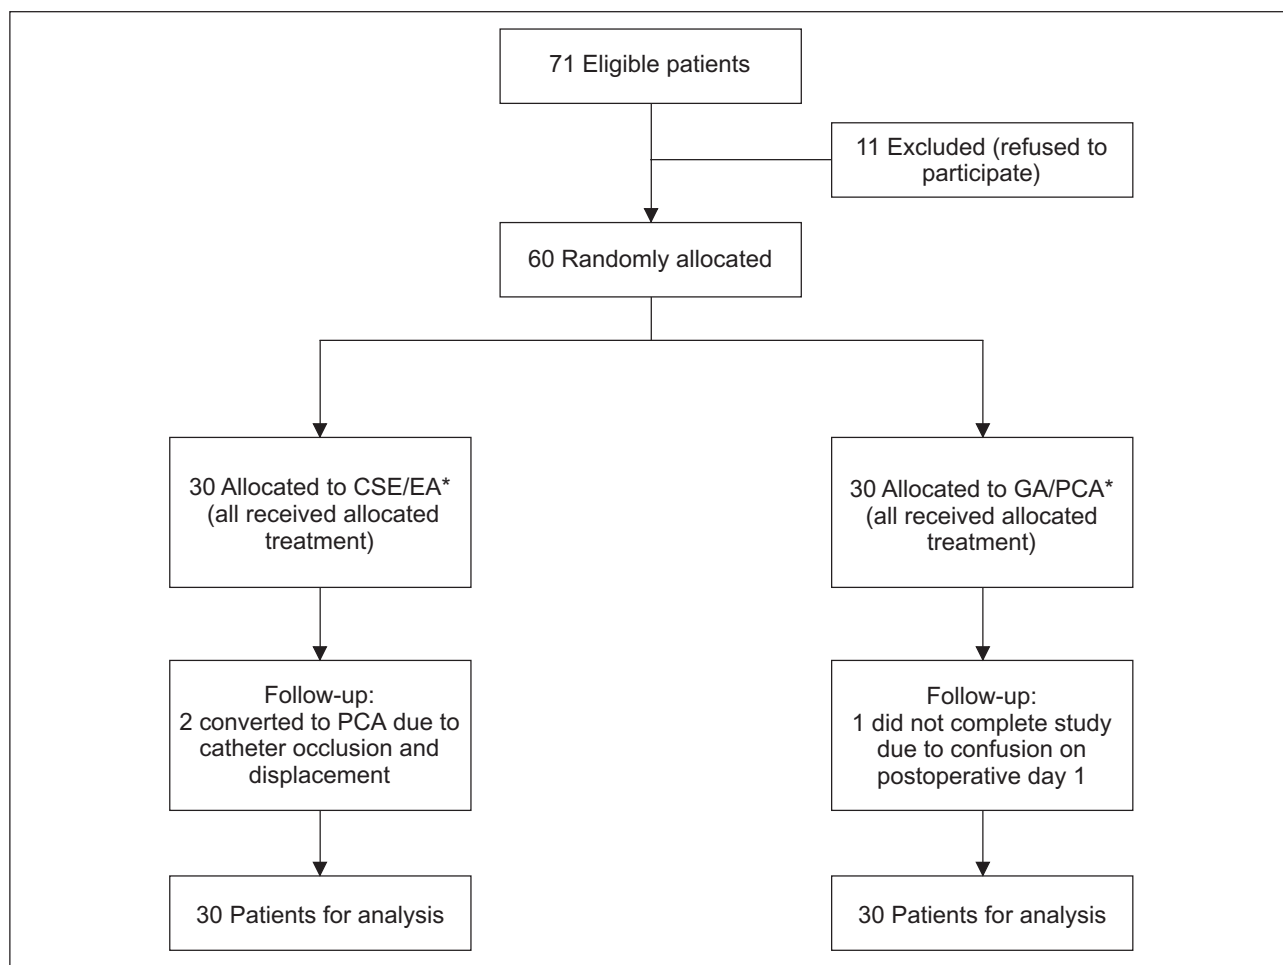 71 Eligible patients
11 Excluded (refused to
participate)
60 Randomly allocated
30 Allocated to CSE/EA*
(all received allocated
treatment)
30 Allocated to GA/PCA*
(all received allocated
treatment)
Follow-up:
2 converted to PCA due to
catheter occlusion and
displacement
Follow-up:
1 did not complete study
due to confusion on
postoperative day 1
30 Patients for analysis
30 Patients for analysis